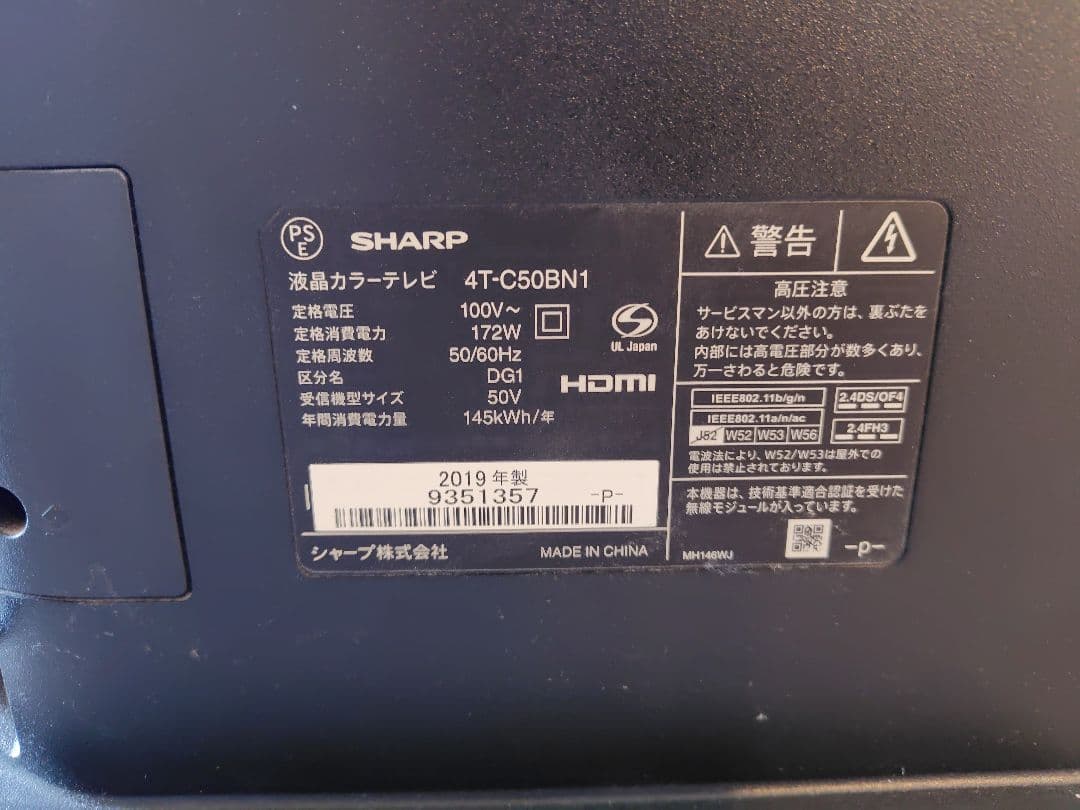 PS
E
SHARP
液晶カラーテレビ 4T-C50BN1
定格電圧 100V～
定格消費電力 172W
定格周波数 50/60Hz
区分名 DG1
受信機型サイズ 50V
年間消費電力量 145kWh/年
UL Japan
HDMI
2019 年製
9351357 -P-
シャープ株式会社 MADE IN CHINA
警告
高圧注意
サービスマン以外の方は、裏ぶたを
あけないでください。
内部には高電圧部分が数多くあり、
万一さわると危険です。
IEEE802.11b/g/n
IEEE802.11a/n/ac
J52 W52 W53 W56
2.4DS/OF4
2.4FH3
電波法により、W52/W53は屋外での
使用は禁止されております。
本機器は、技術基準適合認証を受けた
無線モジュールが入っています。
MH146WJ -p-